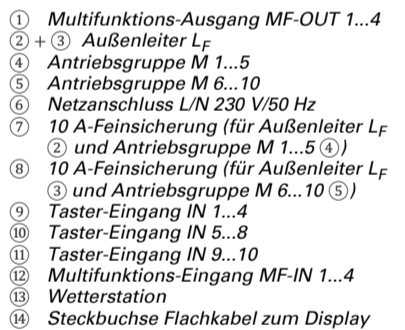 ① Multifunktions-Ausgang MF-OUT 1...4
② + ③ Außenleiter LF
④ Antriebsgruppe M 1...5
⑤ Antriebsgruppe M 6...10
⑥ Netzanschluss L/N 230 V/50 Hz
⑦ 10 A-Feinsicherung (für Außenleiter LF
② und Antriebsgruppe M 1...5 ④)
⑧ 10 A-Feinsicherung (für Außenleiter LF
③ und Antriebsgruppe M 6...10 ⑤)
⑨ Taster-Eingang IN 1...4
⑩ Taster-Eingang IN 5...8
⑪ Taster-Eingang IN 9...10
⑫ Multifunktions-Eingang MF-IN 1...4
⑬ Wetterstation
⑭ Steckbuchse Flachkabel zum Display